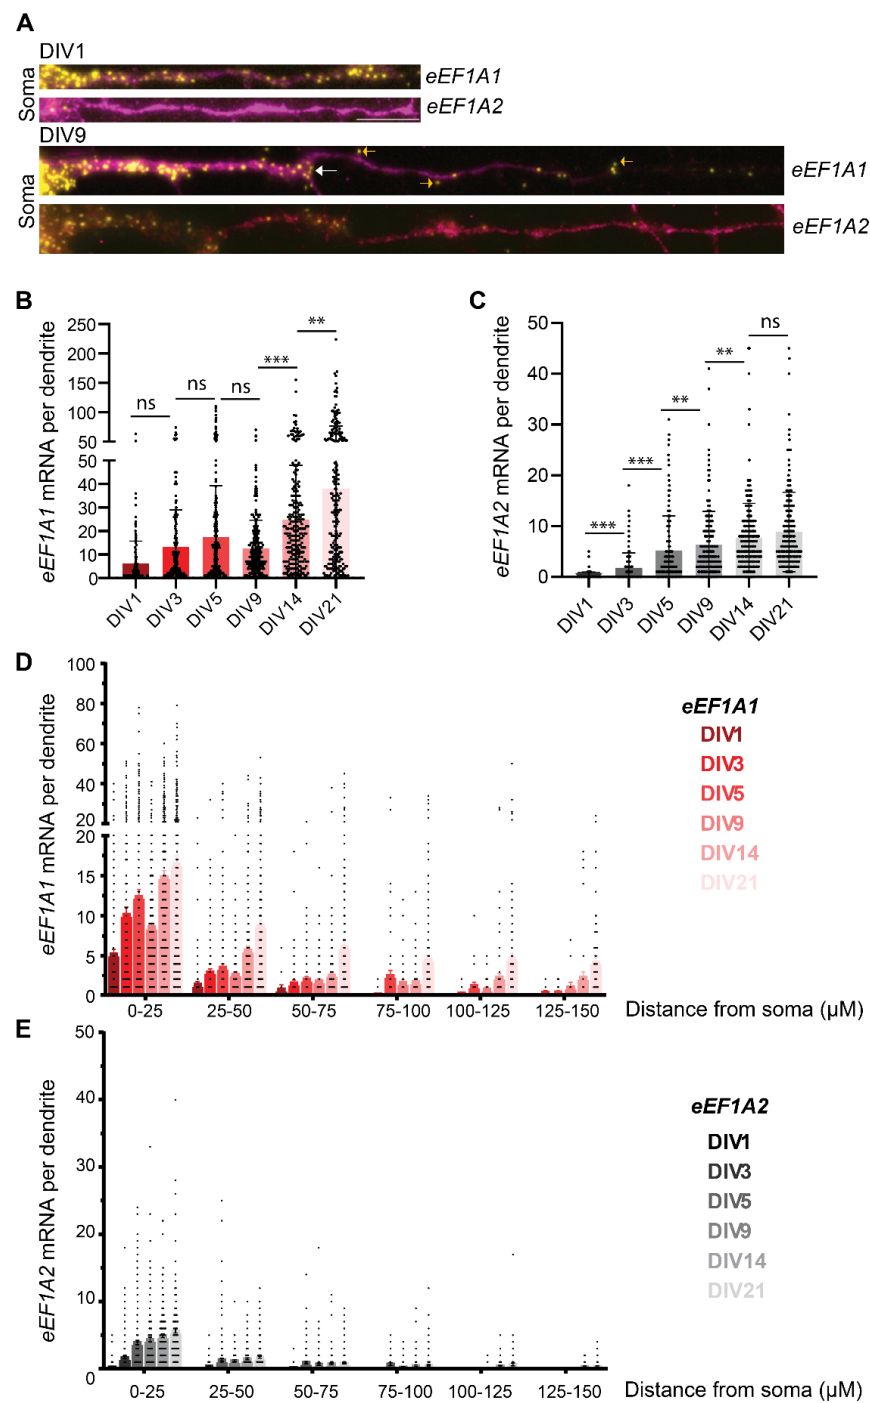 A
DIV1
Soma
eEF1A1
eEF1A2
DIV9
Soma
eEF1A1
eEF1A2
B
eEF1A1 mRNA per dendrite
250
200
150
100
50
50
40
30
20
10
0
ns
ns
ns
***
**
DIV1
DIV3
DIV5
DIV9
DIV14
DIV21
C
eEF1A2 mRNA per dendrite
50
40
30
20
10
0
***
***
**
**
ns
DIV1
DIV3
DIV5
DIV9
DIV14
DIV21
D
eEF1A1 mRNA per dendrite
100
80
60
40
20
20
15
10
5
0
0-25
25-50
50-75
75-100
100-125
125-150
Distance from soma (µM)
eEF1A1
DIV1
DIV3
DIV5
DIV9
DIV14
DIV21
E
eEF1A2 mRNA per dendrite
50
40
30
20
10
0
0-25
25-50
50-75
75-100
100-125
125-150
Distance from soma (µM)
eEF1A2
DIV1
DIV3
DIV5
DIV9
DIV14
DIV21